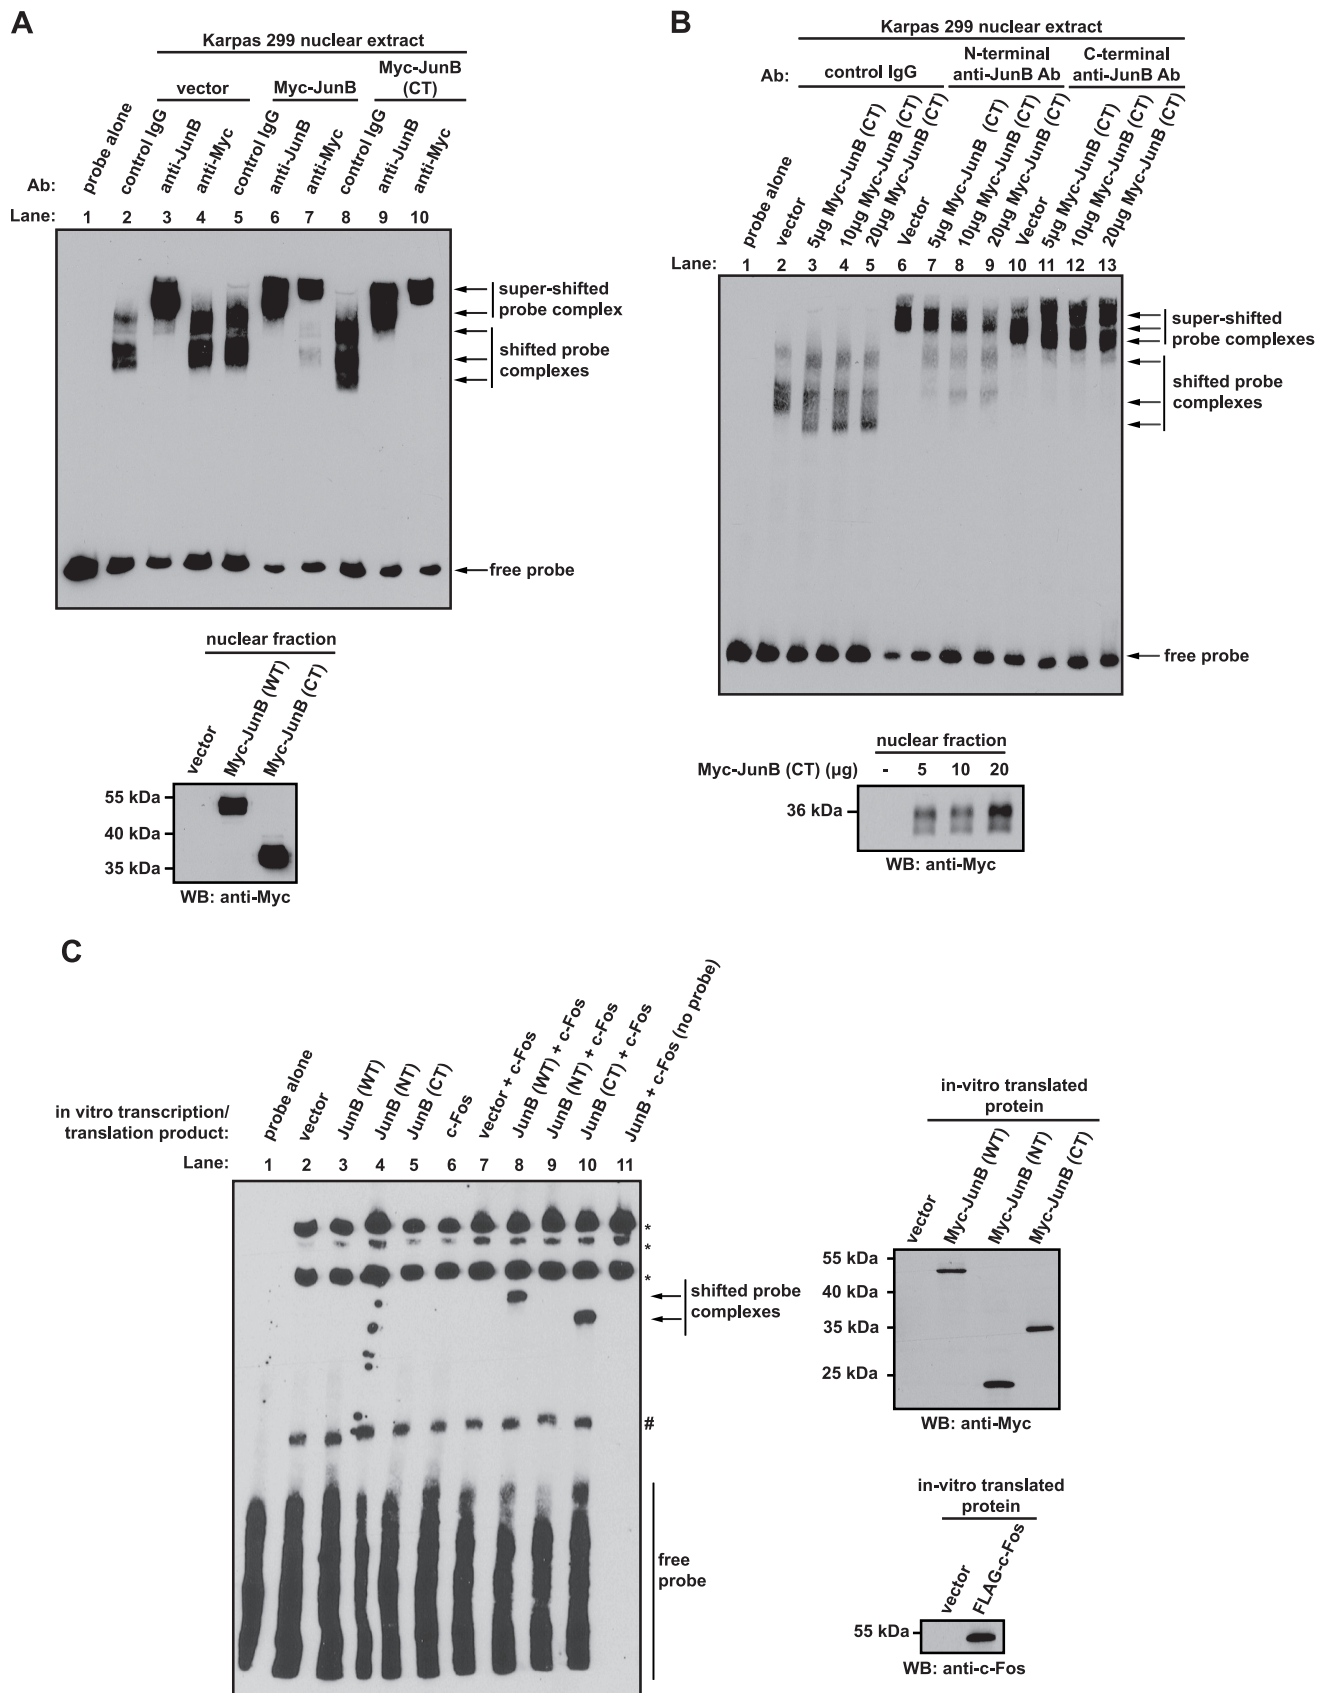 A
Karpas 299 nuclear extract
vector
Myc-JunB
Myc-JunB
(CT)
Ab:
probe alone
control IgG
anti-JunB
anti-Myc
control IgG
anti-JunB
anti-Myc
control IgG
anti-JunB
anti-Myc
Lane: 1 2 3 4 5 6 7 8 9 10
super-shifted
probe complex
shifted probe
complexes
free probe
nuclear fraction
vector
Myc-JunB (WT)
Myc-JunB (CT)
55 kDa
40 kDa
35 kDa
WB: anti-Myc
B
Karpas 299 nuclear extract
Ab:
control IgG
N-terminal
anti-JunB Ab
C-terminal
anti-JunB Ab
probe alone
vector
5µg Myc-JunB (CT)
10µg Myc-JunB (CT)
20µg Myc-JunB (CT)
Vector
5µg Myc-JunB (CT)
10µg Myc-JunB (CT)
20µg Myc-JunB (CT)
Vector
5µg Myc-JunB (CT)
10µg Myc-JunB (CT)
20µg Myc-JunB (CT)
Lane: 1 2 3 4 5 6 7 8 9 10 11 12 13
super-shifted
probe complexes
shifted probe
complexes
free probe
nuclear fraction
Myc-JunB (CT) (µg) - 5 10 20
36 kDa
WB: anti-Myc
C
in vitro transcription/
translation product:
probe alone
vector
JunB (WT)
JunB (NT)
JunB (CT)
c-Fos
vector + c-Fos
JunB (WT) + c-Fos
JunB (NT) + c-Fos
JunB (CT) + c-Fos
JunB + c-Fos (no probe)
Lane: 1 2 3 4 5 6 7 8 9 10 11
*
*
*
shifted probe
complexes
#
free
probe
in-vitro translated
protein
vector
Myc-JunB (WT)
Myc-JunB (NT)
Myc-JunB (CT)
55 kDa
40 kDa
35 kDa
25 kDa
WB: anti-Myc
in-vitro translated
protein
vector
FLAG-c-Fos
55 kDa
WB: anti-c-Fos